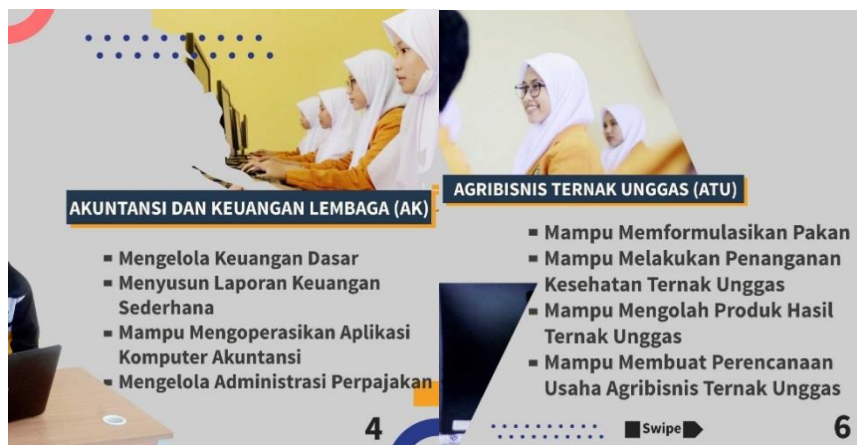 AKUNTANSI DAN KEUANGAN LEMBAGA (AK)
Mengelola Keuangan Dasar
Menyusun Laporan Keuangan
Sederhana
Mampu Mengoperasikan Aplikasi
Komputer Akuntansi
Mengelola Administrasi Perpajakan
4
AGRIBISNIS TERNAK UNGGAS (ATU)
Mampu Memformulasikan Pakan
Mampu Melakukan Penanganan
Kesehatan Ternak Unggas
Mampu Mengolah Produk Hasil
Ternak Unggas
Mampu Membuat Perencanaan
Usaha Agribisnis Ternak Unggas
Swipe
6